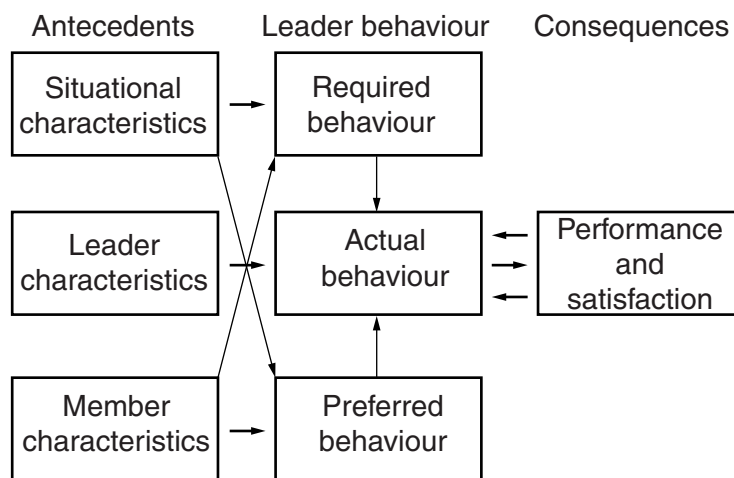 Antecedents
Leader behaviour
Consequences
Situational
characteristics
Required
behaviour
Leader
characteristics
Actual
behaviour
Performance
and
satisfaction
Member
characteristics
Preferred
behaviour